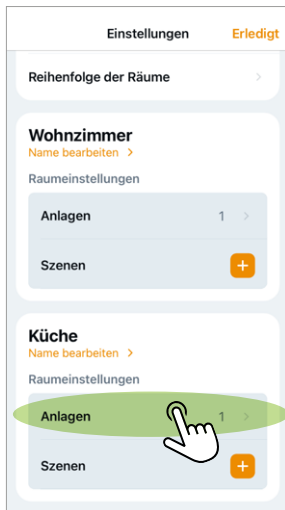 Einstellungen Erledigt
Reihenfolge der Räume
Wohnzimmer
Name bearbeiten
Raumeinstellungen
Anlagen 1
Szenen
Küche
Name bearbeiten
Raumeinstellungen
Anlagen 1
Szenen